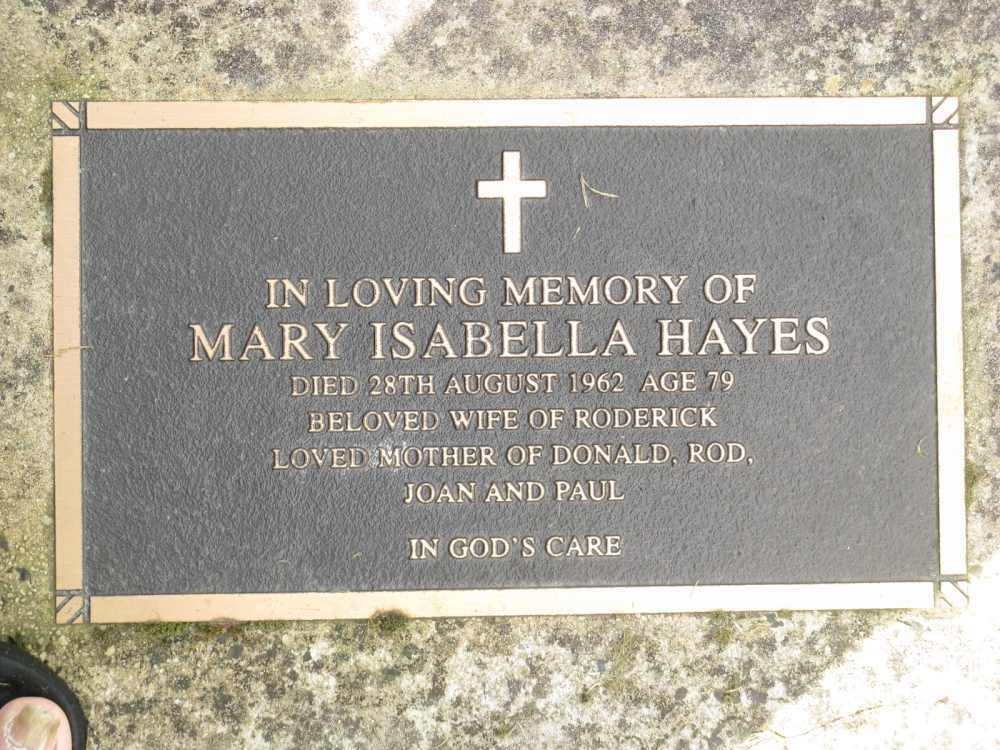 IN LOVING MEMORY OF
MARY ISABELLA HAYES
DIED 28TH AUGUST 1962 AGE 79
BELOVED WIFE OF RODERICK
LOVED MOTHER OF DONALD, ROD,
JOAN AND PAUL
IN GOD'S CARE